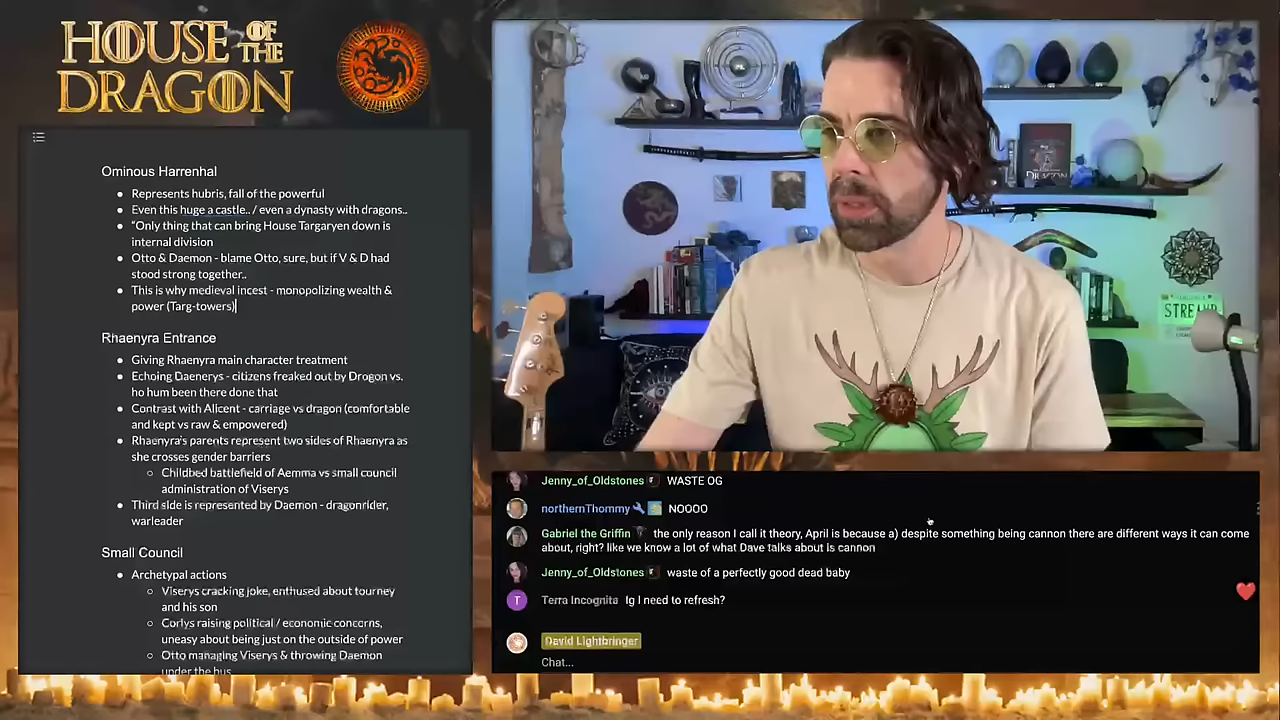 HOUSE OF THE DRAGON
Ominous Harrenhal
Represents hubris, fall of the powerful
Even this huge a castle.. / even a dynasty with dragons..
"Only thing that can bring House Targaryen down is
internal division
Otto & Daemon - blame Otto, sure, but if V & D had
stood strong together..
This is why medieval incest - monopolizing wealth &
power (Targ-towers)
Rhaenyra Entrance
Giving Rhaenyra main character treatment
Echoing Daenerys - citizens freaked out by Drogon vs.
ho hum been there done that
Contrast with Alicent - carriage vs dragon (comfortable
and kept vs raw & empowered)
Rhaenyra's parents represent two sides of Rhaenyra as
she crosses gender barriers
Childbed battlefield of Aemma vs small council
administration of Viserys
Third side is represented by Daemon - dragonrider,
warleader
Small Council
Archetypal actions
Viserys cracking joke, enthused about tourney
and his son
Corlys raising political / economic concerns,
uneasy about being just on the outside of power
Otto managing Viserys & throwing Daemon
under the bus
DRAGON
Jenny_of_Oldstones WASTE OG
northernThommy NOOOO
Gabriel the Griffin the only reason I call it theory, April is because a) despite something being cannon there are different ways it can come
about, right? like we know a lot of what Dave talks about is cannon
Jenny_of_Oldstones waste of a perfectly good dead baby
T Terra Incognita Ig I need to refresh?
David Lightbringer
Chat...